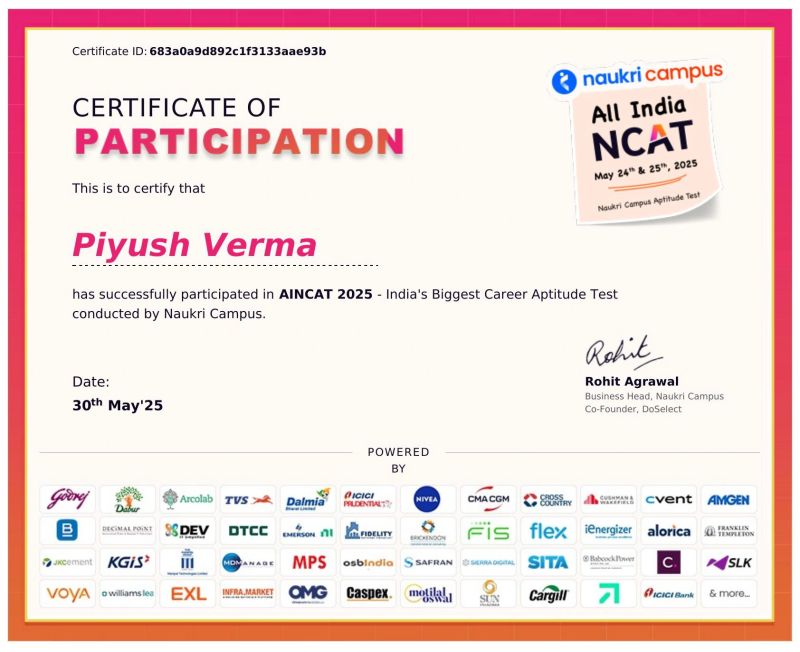 Certificate ID: 683a0a9d892c1f3133aae93b
naukri campus
All India
NCAT
May 24th & 25th, 2025
Naukri Campus Aptitude Test
CERTIFICATE OF
PARTICIPATION
This is to certify that
Piyush Verma
has successfully participated in AINCAT 2025 - India's Biggest Career Aptitude Test
conducted by Naukri Campus.
Rohit
Date:
30th May'25
Rohit Agrawal
Business Head, Naukri Campus
Co-Founder, DoSelect
POWERED
BY
Godrej Dabur Arcolab TVS Dalmia Bharat Limited ICICI PRUDENTIAL NIVEA CMA CGM CROSS COUNTRY CUSHMAN & WAKEFIELD cvent AMGEN
B DECIMAL POINT DEV IT Simplified DTCC EMERSON NI FIDELITY BRICKENDON FIS flex iEnergizer alorica FRANKLIN TEMPLETON
JKcement KGiS MDMANAGE MPS osbIndia SAFRAN SIERRA DIGITAL SITA BabcockPower C. SLK
VOYA williams lea EXL INFRA.MARKET OMG Caspex motilal oswal SUN PHARMA Cargill ICICI Bank & more...